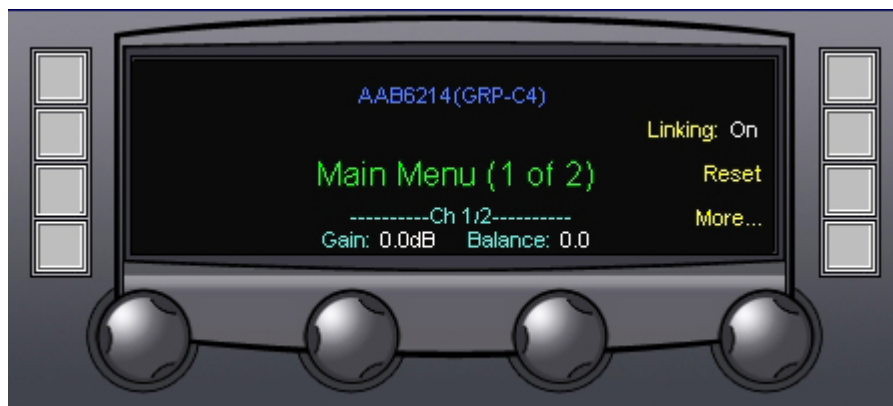 AAB6214(GRP-C4)
Linking: On
Main Menu (1 of 2)
Reset
----------Ch 1/2----------
More...
Gain: 0.0dB Balance: 0.0